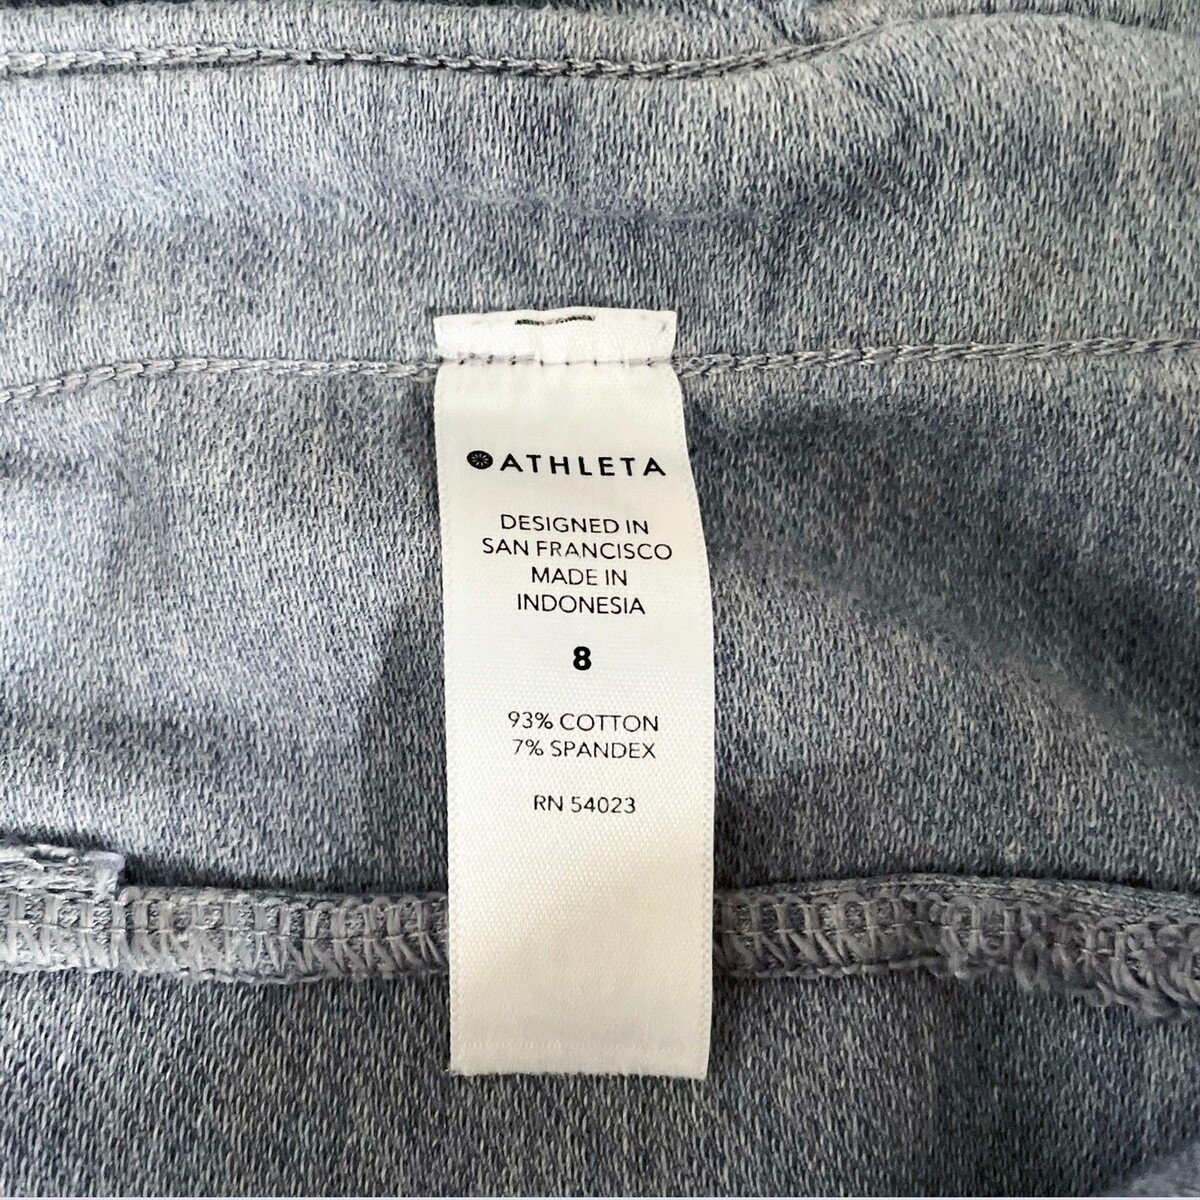 ATHLETA
DESIGNED IN
SAN FRANCISCO
MADE IN
INDONESIA
8
93% COTTON
7% SPANDEX
RN 54023